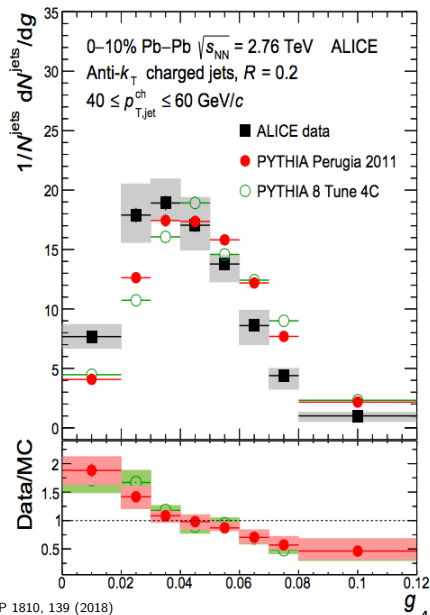 35
0–10% Pb–Pb √sNN = 2.76 TeV ALICE
Anti-kT charged jets, R = 0.2
40 ≤ p ch T,jet ≤ 60 GeV/c
ALICE data
PYTHIA Perugia 2011
PYTHIA 8 Tune 4C
1/Njets dNjets/dg
30
25
20
15
10
5
0
Data/MC
2
1.5
1
0.5
0 0.02 0.04 0.06 0.08 0.1 0.12
g
P 1810, 139 (2018)